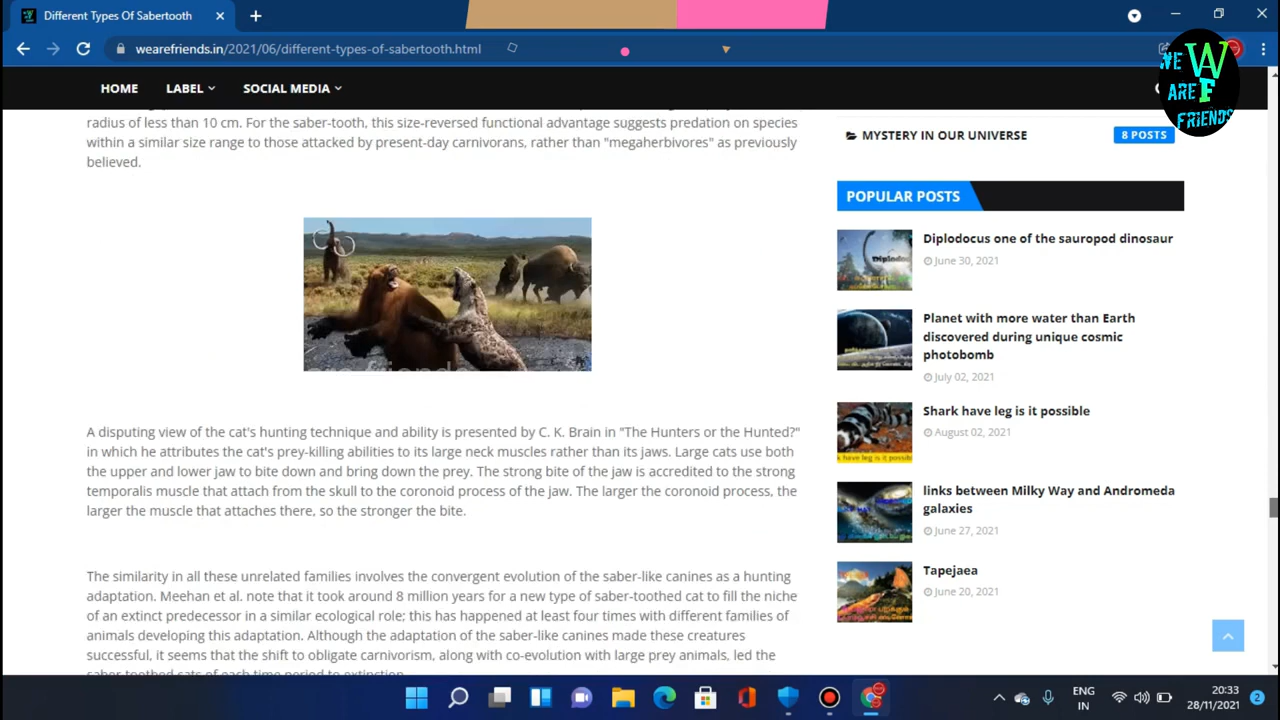 Different Types Of Sabertooth
wearefriends.in/2021/06/different-types-of-sabertooth.html
WE W
ARE F
FRIENDS
HOME LABEL SOCIAL MEDIA
radius of less than 10 cm. For the saber-tooth, this size-reversed functional advantage suggests predation on species
within a similar size range to those attacked by present-day carnivorans, rather than "megaherbivores" as previously
believed.
A disputing view of the cat's hunting technique and ability is presented by C. K. Brain in "The Hunters or the Hunted?"
in which he attributes the cat's prey-killing abilities to its large neck muscles rather than its jaws. Large cats use both
the upper and lower jaw to bite down and bring down the prey. The strong bite of the jaw is accredited to the strong
temporalis muscle that attach from the skull to the coronoid process of the jaw. The larger the coronoid process, the
larger the muscle that attaches there, so the stronger the bite.
The similarity in all these unrelated families involves the convergent evolution of the saber-like canines as a hunting
adaptation. Meehan et al. note that it took around 8 million years for a new type of saber-toothed cat to fill the niche
of an extinct predecessor in a similar ecological role; this has happened at least four times with different families of
animals developing this adaptation. Although the adaptation of the saber-like canines made these creatures
successful, it seems that the shift to obligate carnivorism, along with co-evolution with large prey animals, led the
saber-toothed cats of each time period to extinction.
MYSTERY IN OUR UNIVERSE 8 POSTS
POPULAR POSTS
Diplodocus one of the sauropod dinosaur
June 30, 2021
Planet with more water than Earth
discovered during unique cosmic
photobomb
July 02, 2021
Shark have leg is it possible
August 02, 2021
links between Milky Way and Andromeda
galaxies
June 27, 2021
Tapejaea
June 20, 2021
ENG
IN
20:33
28/11/2021
2